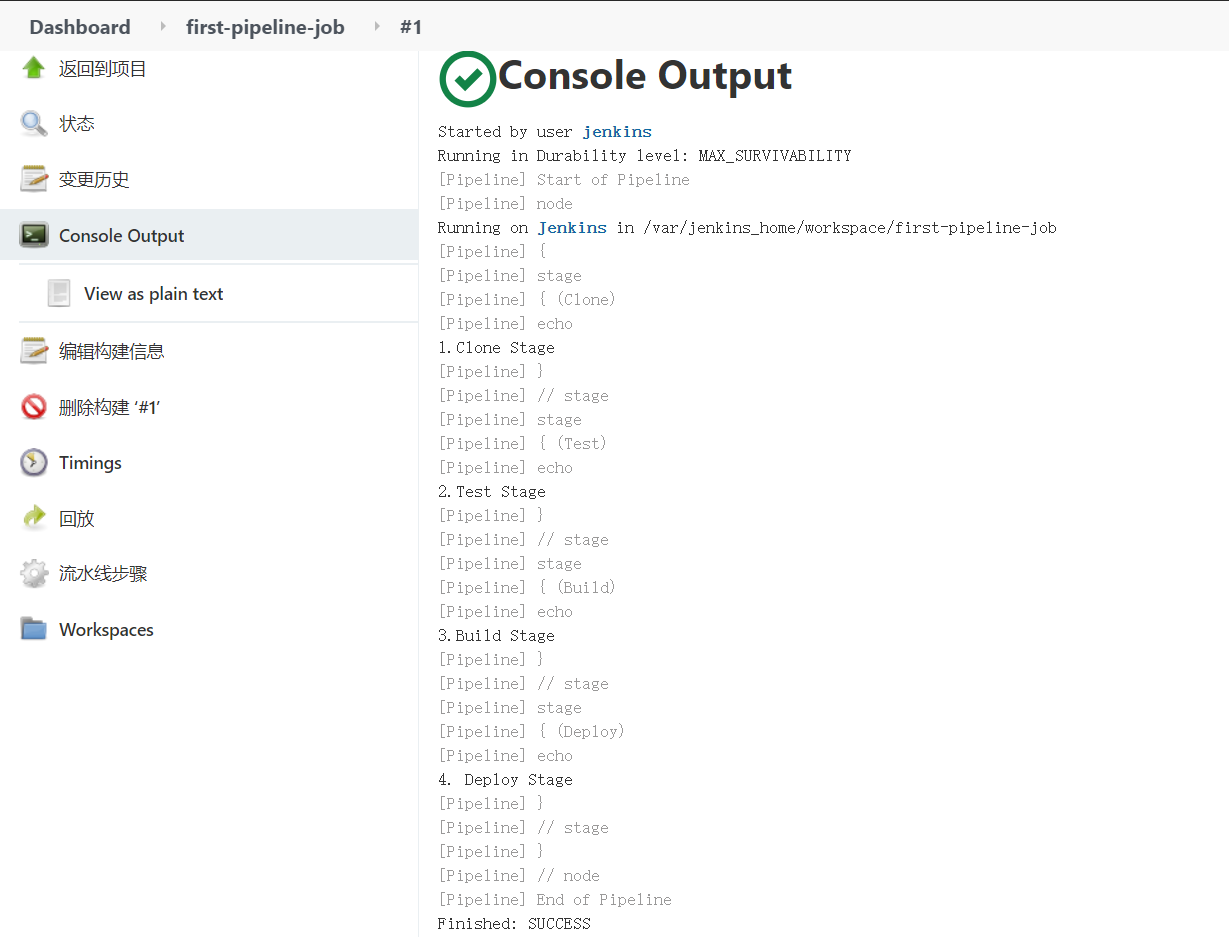 Dashboard first-pipeline-job #1
返回到项目
状态
变更历史
Console Output
View as plain text
编辑构建信息
删除构建 ‘#1’
Timings
回放
流水线步骤
Workspaces
Console Output
Started by user jenkins
Running in Durability level: MAX_SURVIVABILITY
[Pipeline] Start of Pipeline
[Pipeline] node
Running on Jenkins in /var/jenkins_home/workspace/first-pipeline-job
[Pipeline] {
[Pipeline] stage
[Pipeline] { (Clone)
[Pipeline] echo
1.Clone Stage
[Pipeline] }
[Pipeline] // stage
[Pipeline] stage
[Pipeline] { (Test)
[Pipeline] echo
2.Test Stage
[Pipeline] }
[Pipeline] // stage
[Pipeline] stage
[Pipeline] { (Build)
[Pipeline] echo
3.Build Stage
[Pipeline] }
[Pipeline] // stage
[Pipeline] stage
[Pipeline] { (Deploy)
[Pipeline] echo
4. Deploy Stage
[Pipeline] }
[Pipeline] // stage
[Pipeline] }
[Pipeline] // node
[Pipeline] End of Pipeline
Finished: SUCCESS